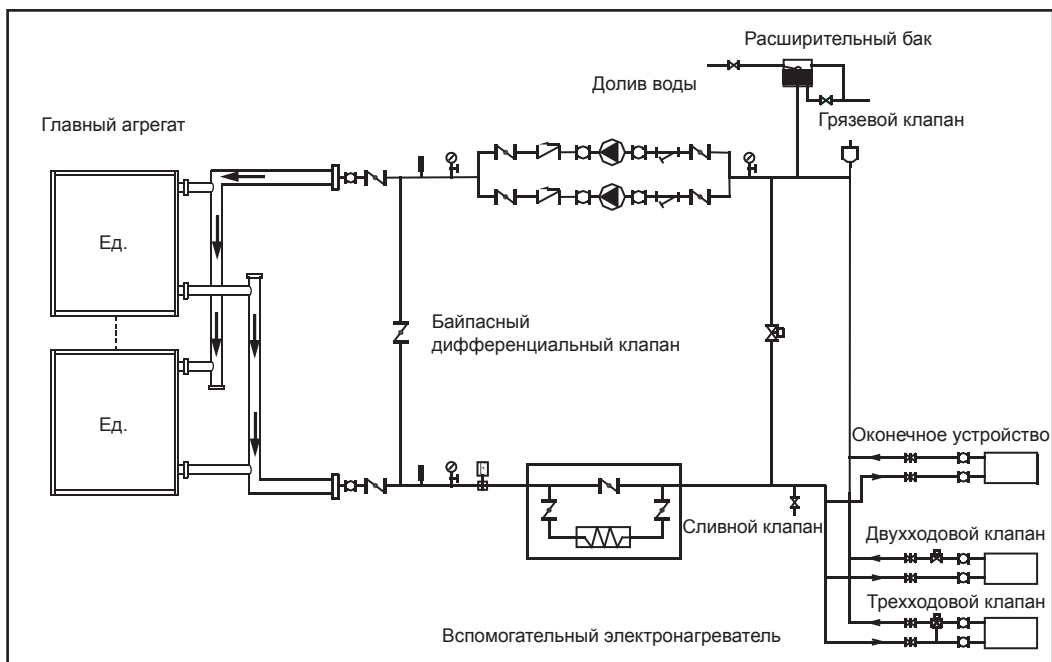 Расширительный бак
Долив воды
Грязевой клапан
Главный агрегат
Ед.
Байпасный
дифференциальный клапан
Ед.
Оконечное устройство
Сливной клапан
Двухходовой клапан
Трехходовой клапан
Вспомогательный электронагреватель